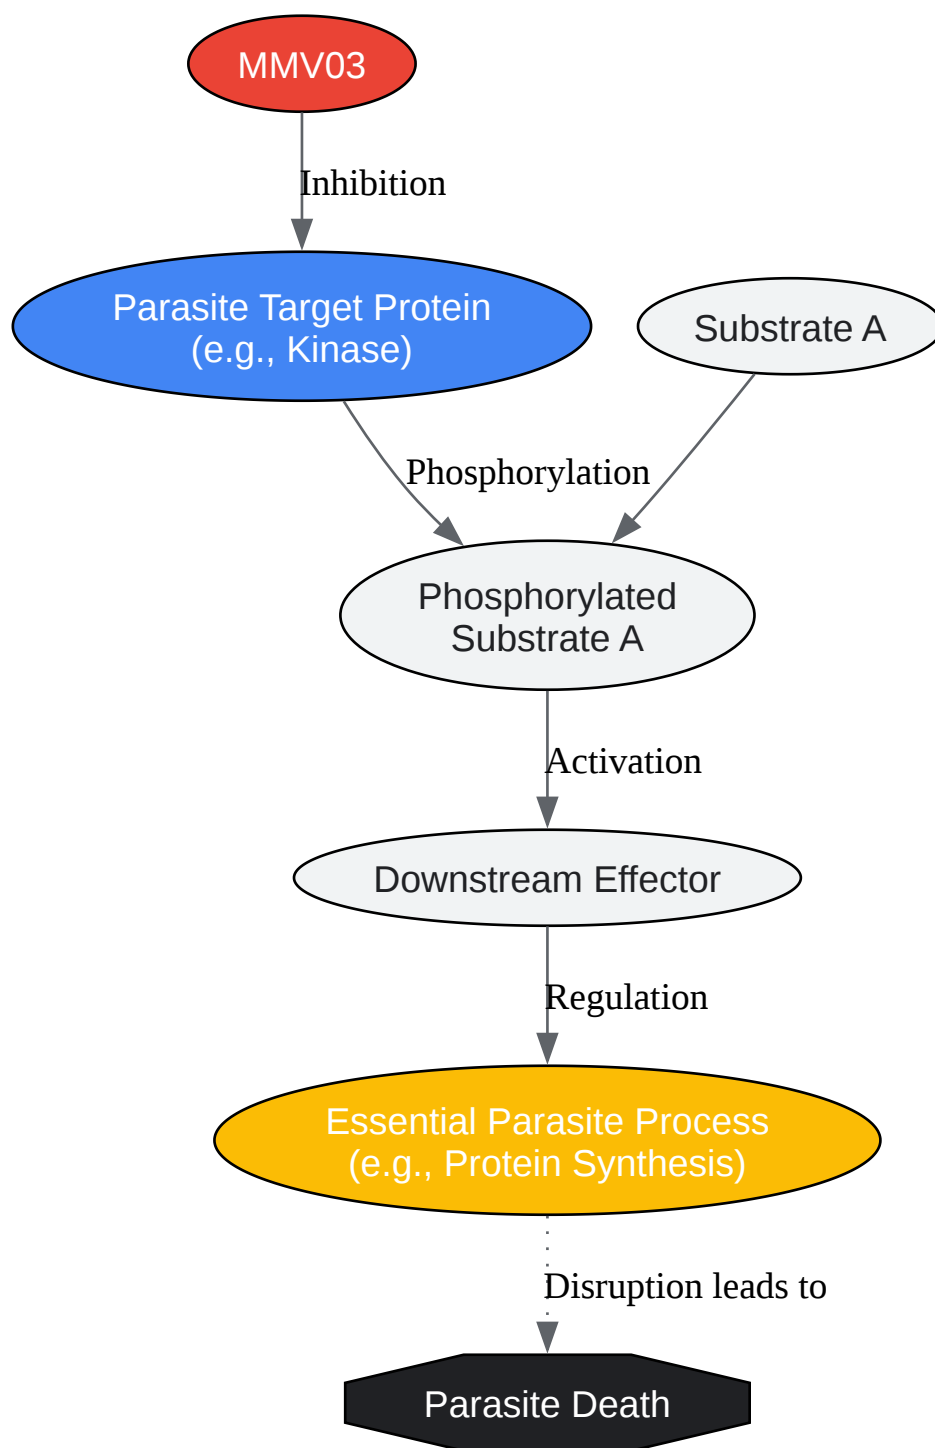 MMV03
Inhibition
Parasite Target Protein
(e.g., Kinase)
Substrate A
Phosphorylation
Phosphorylated
Substrate A
Activation
Downstream Effector
Regulation
Essential Parasite Process
(e.g., Protein Synthesis)
Disruption leads to
Parasite Death